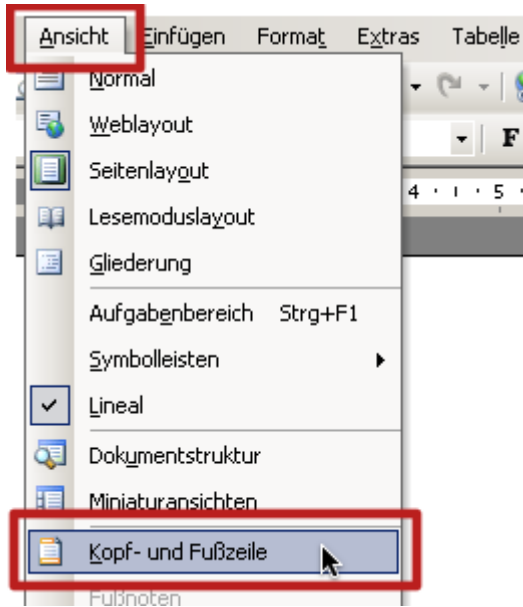 Ansicht Einfügen Format Extras Tabelle
Normal
Weblayout
F
Seitenlayout
4 · ı · 5
Lesemoduslayout
Gliederung
Aufgabenbereich Strg+F1
Symbolleisten
Lineal
Dokumentstruktur
Miniaturansichten
Kopf- und Fußzeile
Fußnoten